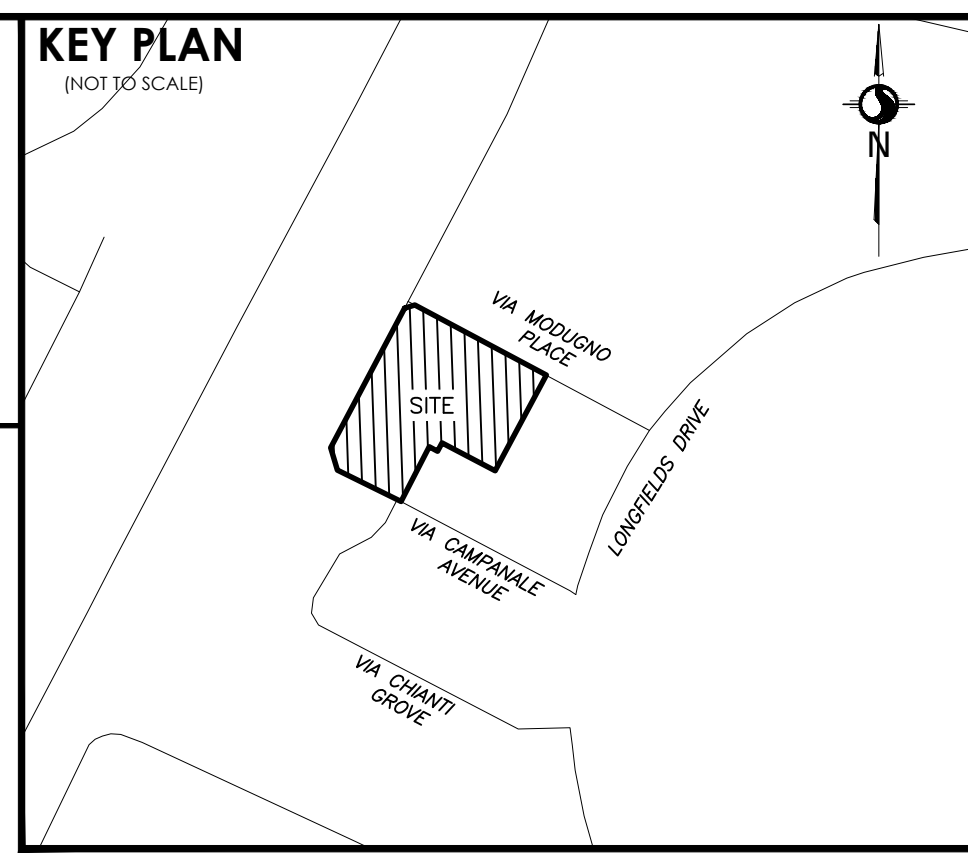 KEY PLAN
(NOT TO SCALE)
N
VIA MODUGNO
PLACE
SITE
LONGFIELDS DRIVE
VIA CAMPANALE
AVENUE
VIA CHIANTI
GROVE